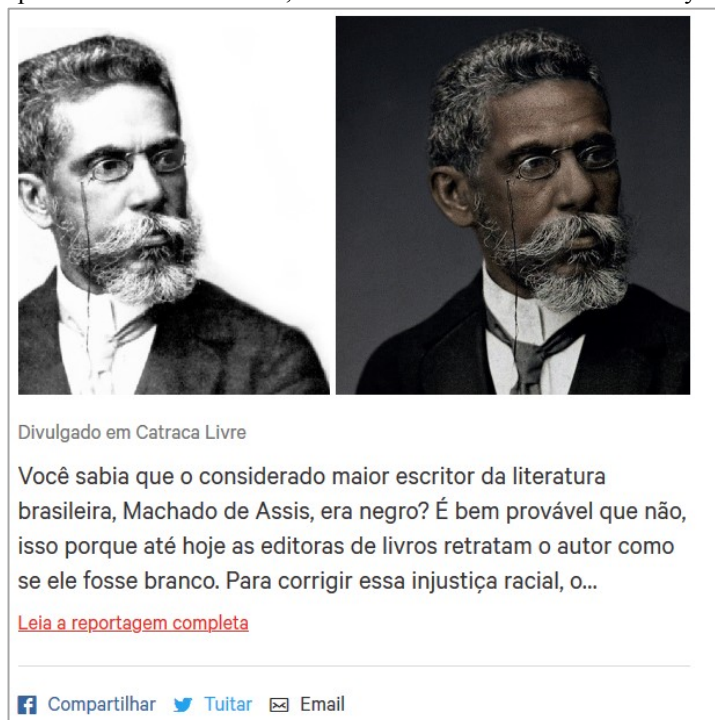 Divulgado em Catraca Livre
Você sabia que o considerado maior escritor da literatura
brasileira, Machado de Assis, era negro? É bem provável que não,
isso porque até hoje as editoras de livros retratam o autor como
se ele fosse branco. Para corrigir essa injustiça racial, o...
Leia a reportagem completa
Compartilhar Tuitar Email